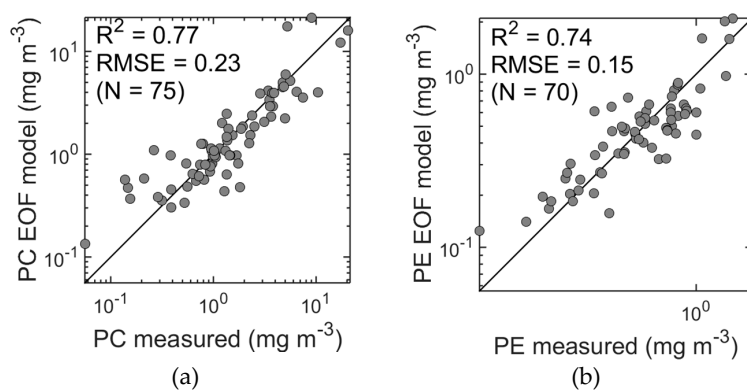 R² = 0.77
RMSE = 0.23
(N = 75)
10¹
10⁰
10⁻¹
PC EOF model (mg m⁻³)
10⁻¹ 10⁰ 10¹
PC measured (mg m⁻³)
(a)
R² = 0.74
RMSE = 0.15
(N = 70)
10⁰
10⁻¹
PE EOF model (mg m⁻³)
10⁰
PE measured (mg m⁻³)
(b)